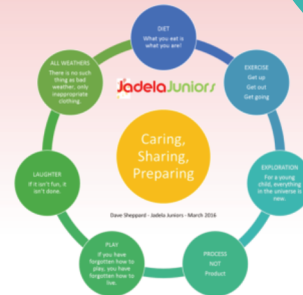 DIET
What you eat is
what you are!
EXERCISE
Get up
Get out
Get going
EXPLORATION
For a young
child, everything
in the universe is
new.
PROCESS
NOT
Product
PLAY
If you have
forgotten how to
play, you have
forgotten how to
live.
LAUGHTER
If it isn't fun, it
isn't done.
ALL WEATHERS
There is no such
thing as bad
weather, only
inappropriate
clothing.
JadelaJuniors
Caring,
Sharing,
Preparing
Dave Sheppard - Jadela Juniors - March 2016